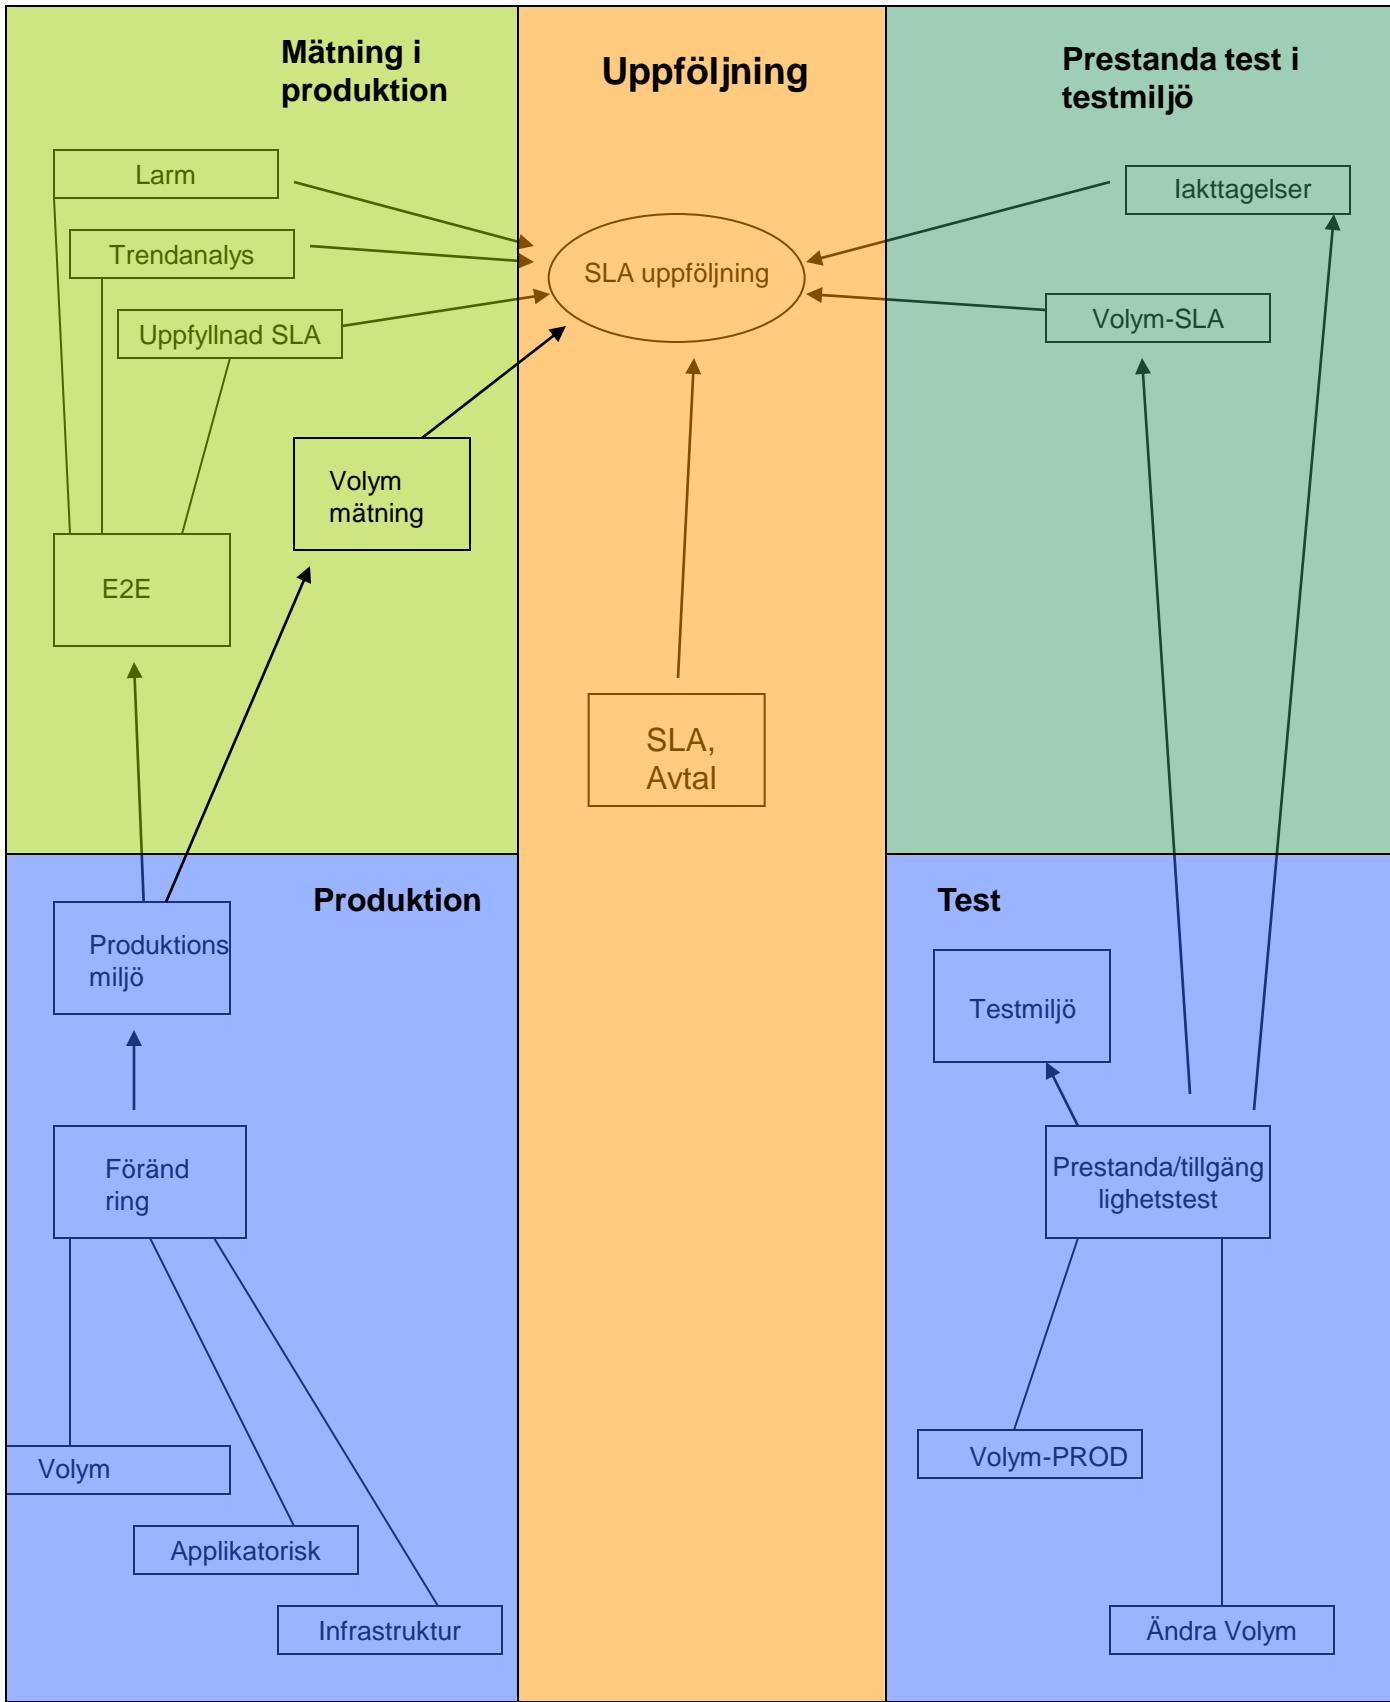 Mätning i
produktion
Uppföljning
Prestanda test i
testmiljö
Larm
Trendanalys
Uppfyllnad SLA
SLA uppföljning
Iakttagelser
Volym-SLA
Volym
mätning
E2E
SLA,
Avtal
Produktion
Test
Produktions
miljö
Testmiljö
Föränd
ring
Prestanda/tillgäng
lighetstest
Volym
Applikatorisk
Infrastruktur
Volym-PROD
Ändra Volym